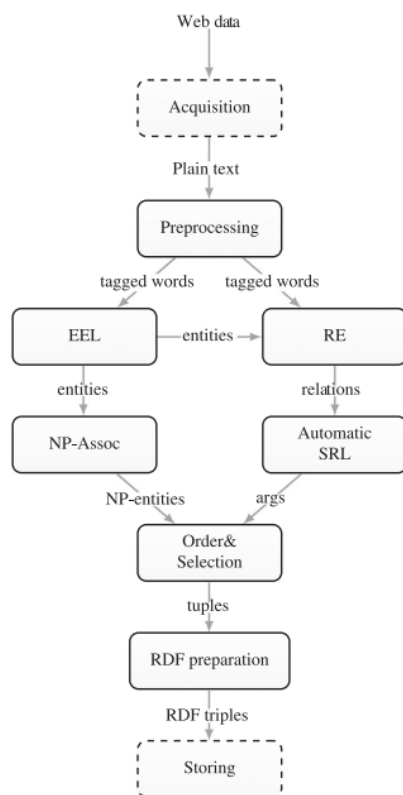 Web data
Acquisition
Plain text
Preprocessing
tagged words
tagged words
EEL
entities
RE
entities
relations
NP-Assoc
Automatic
SRL
NP-entities
args
Order&
Selection
tuples
RDF preparation
RDF triples
Storing